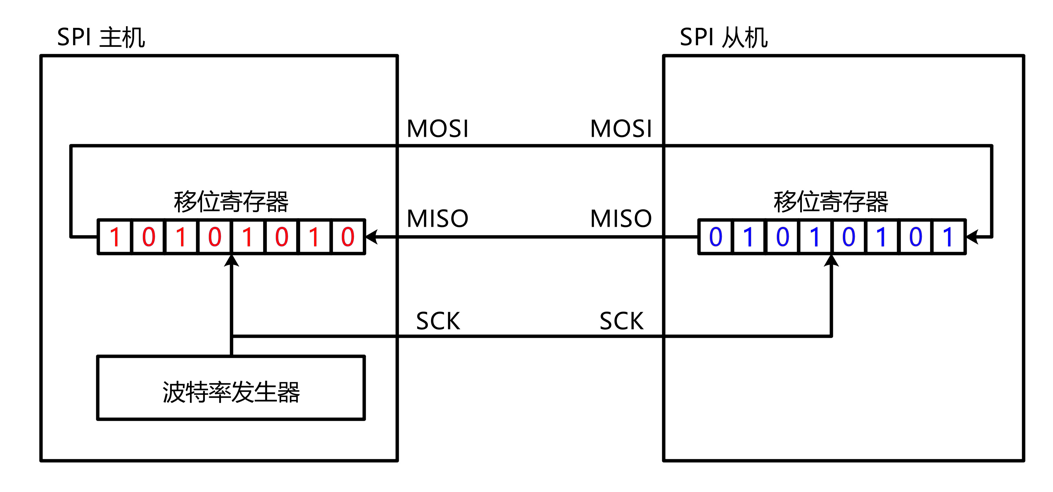 SPI 主机
SPI 从机
MOSI
MOSI
移位寄存器
移位寄存器
MISO
MISO
1 0 1 0 1 0 1 0
0 1 0 1 0 1 0 1
SCK
SCK
波特率发生器